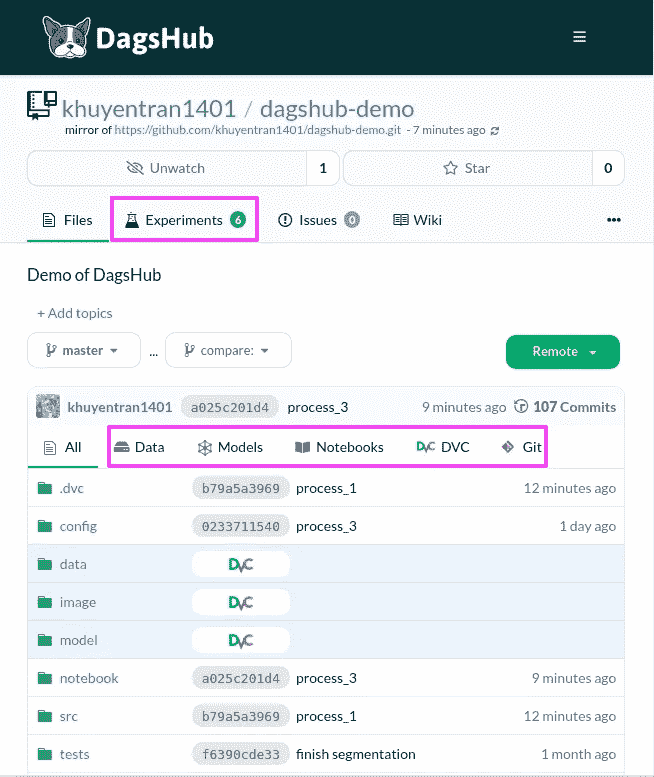 DagsHub
khuyentran1401 / dagshub-demo
mirror of https://github.com/khuyentran1401/dagshub-demo.git - 7 minutes ago
Unwatch 1 Star 0
Files Experiments 6 Issues 0 Wiki
Demo of DagsHub
+ Add topics
master ... compare: Remote
khuyentran1401 a025c201d4 process_3 9 minutes ago 107 Commits
All Data Models Notebooks DVC DVC Git
.dvc b79a5a3969 process_1 12 minutes ago
config 0233711540 process_3 1 day ago
data DVC
image DVC
model DVC
notebook a025c201d4 process_3 9 minutes ago
src b79a5a3969 process_1 12 minutes ago
tests f6390cde33 finish segmentation 1 month ago